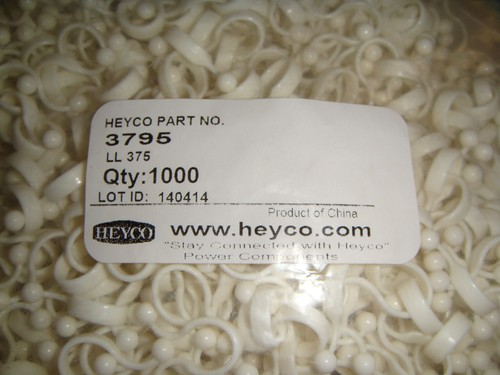 HEYCO PART NO.
3795
LL 375
Qty:1000
LOT ID: 140414
Product of China
HEYCO www.heyco.com
"Stay Connected with Heyco"
Power Components